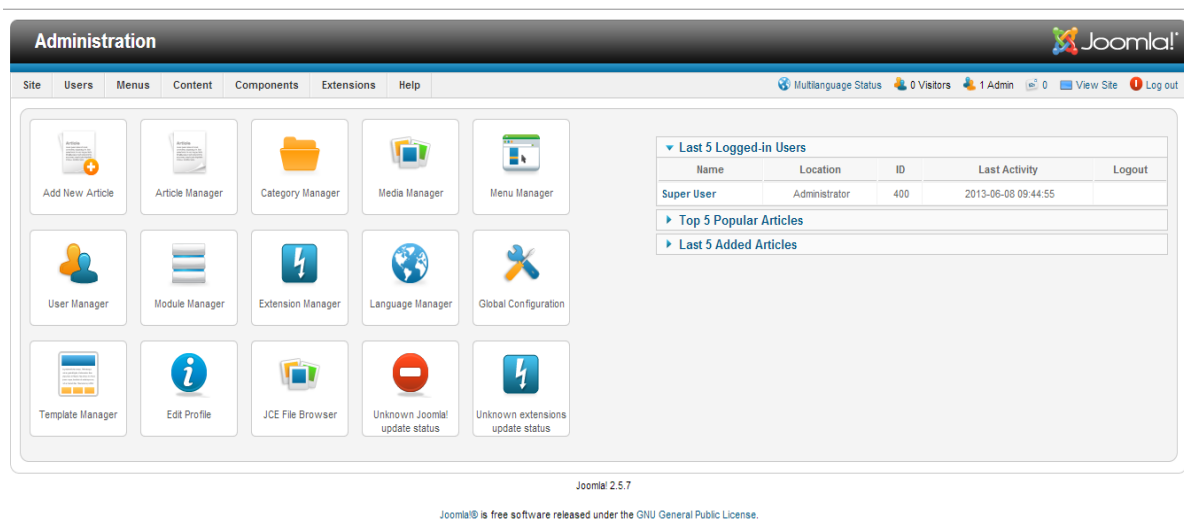 Administration
Joomla!
Site Users Menus Content Components Extensions Help
Multilanguage Status 0 Visitors 1 Admin 0 View Site Log out
Add New Article
Article Manager
Category Manager
Media Manager
Menu Manager
User Manager
Module Manager
Extension Manager
Language Manager
Global Configuration
Template Manager
Edit Profile
JCE File Browser
Unknown Joomla!
update status
Unknown extensions
update status
Last 5 Logged-in Users
Name Location ID Last Activity Logout
Super User Administrator 400 2013-06-08 09:44:55
Top 5 Popular Articles
Last 5 Added Articles
Joomla! 2.5.7
Joomla!® is free software released under the GNU General Public License.